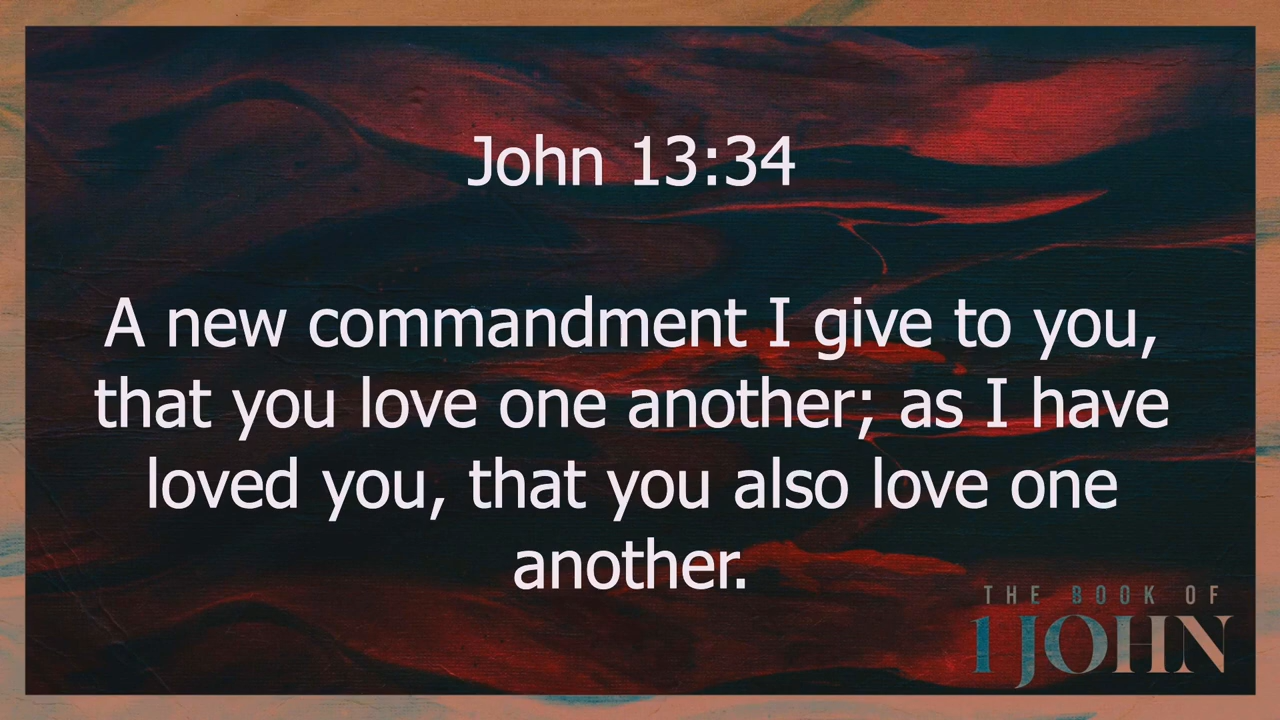 John 13:34
A new commandment I give to you,
that you love one another; as I have
loved you, that you also love one
another.
THE BOOK OF
1 JOHN